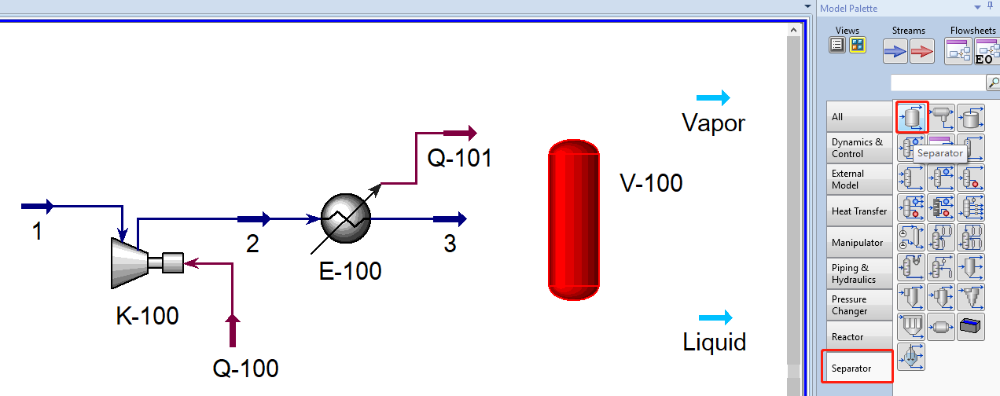 Model Palette
Views
Streams
Flowsheets
EO
All
Dynamics &
Control
External
Model
Heat Transfer
Manipulator
Piping &
Hydraulics
Pressure
Changer
Reactor
Separator
Separator
Vapor
Q-101
V-100
1
2
3
E-100
K-100
Liquid
Q-100